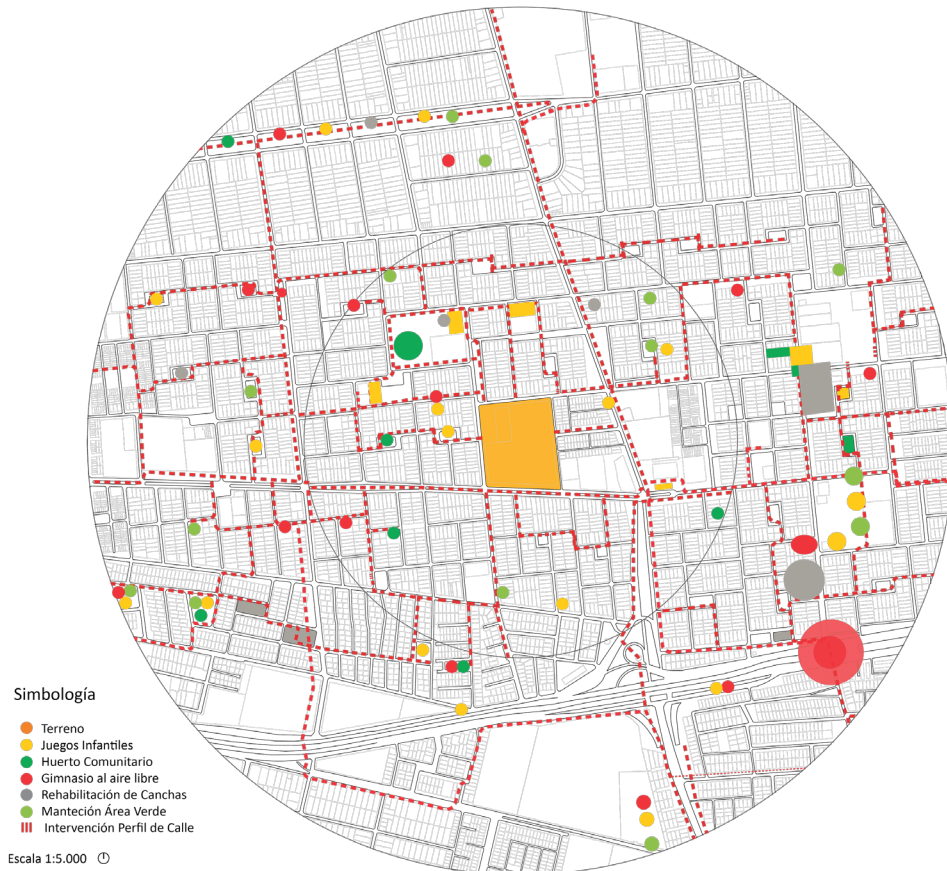 Simbología
Terreno
Juegos Infantiles
Huerto Comunitario
Gimnasio al aire libre
Rehabilitación de Canchas
Manteción Área Verde
Intervención Perfil de Calle
Escala 1:5.000